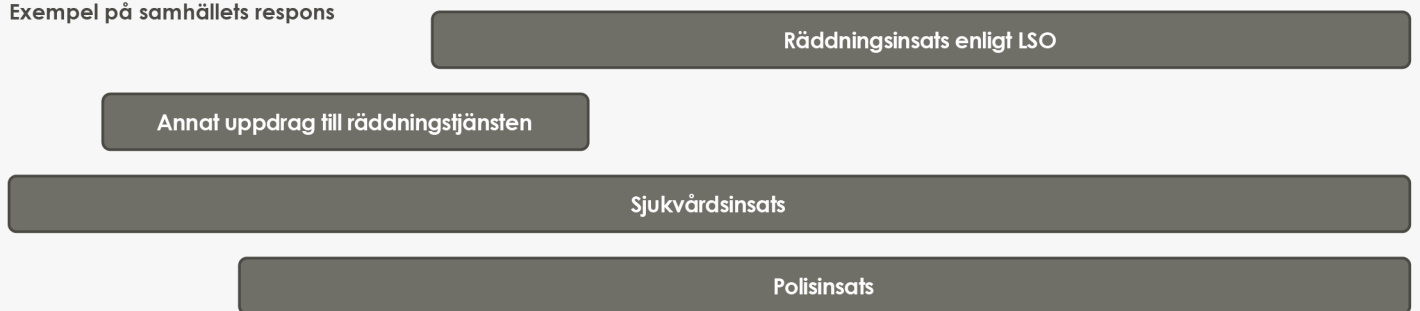 Exempel på samhällets respons
Räddningsinsats enligt LSO
Annat uppdrag till räddningstjänsten
Sjukvårdsinsats
Polisinsats